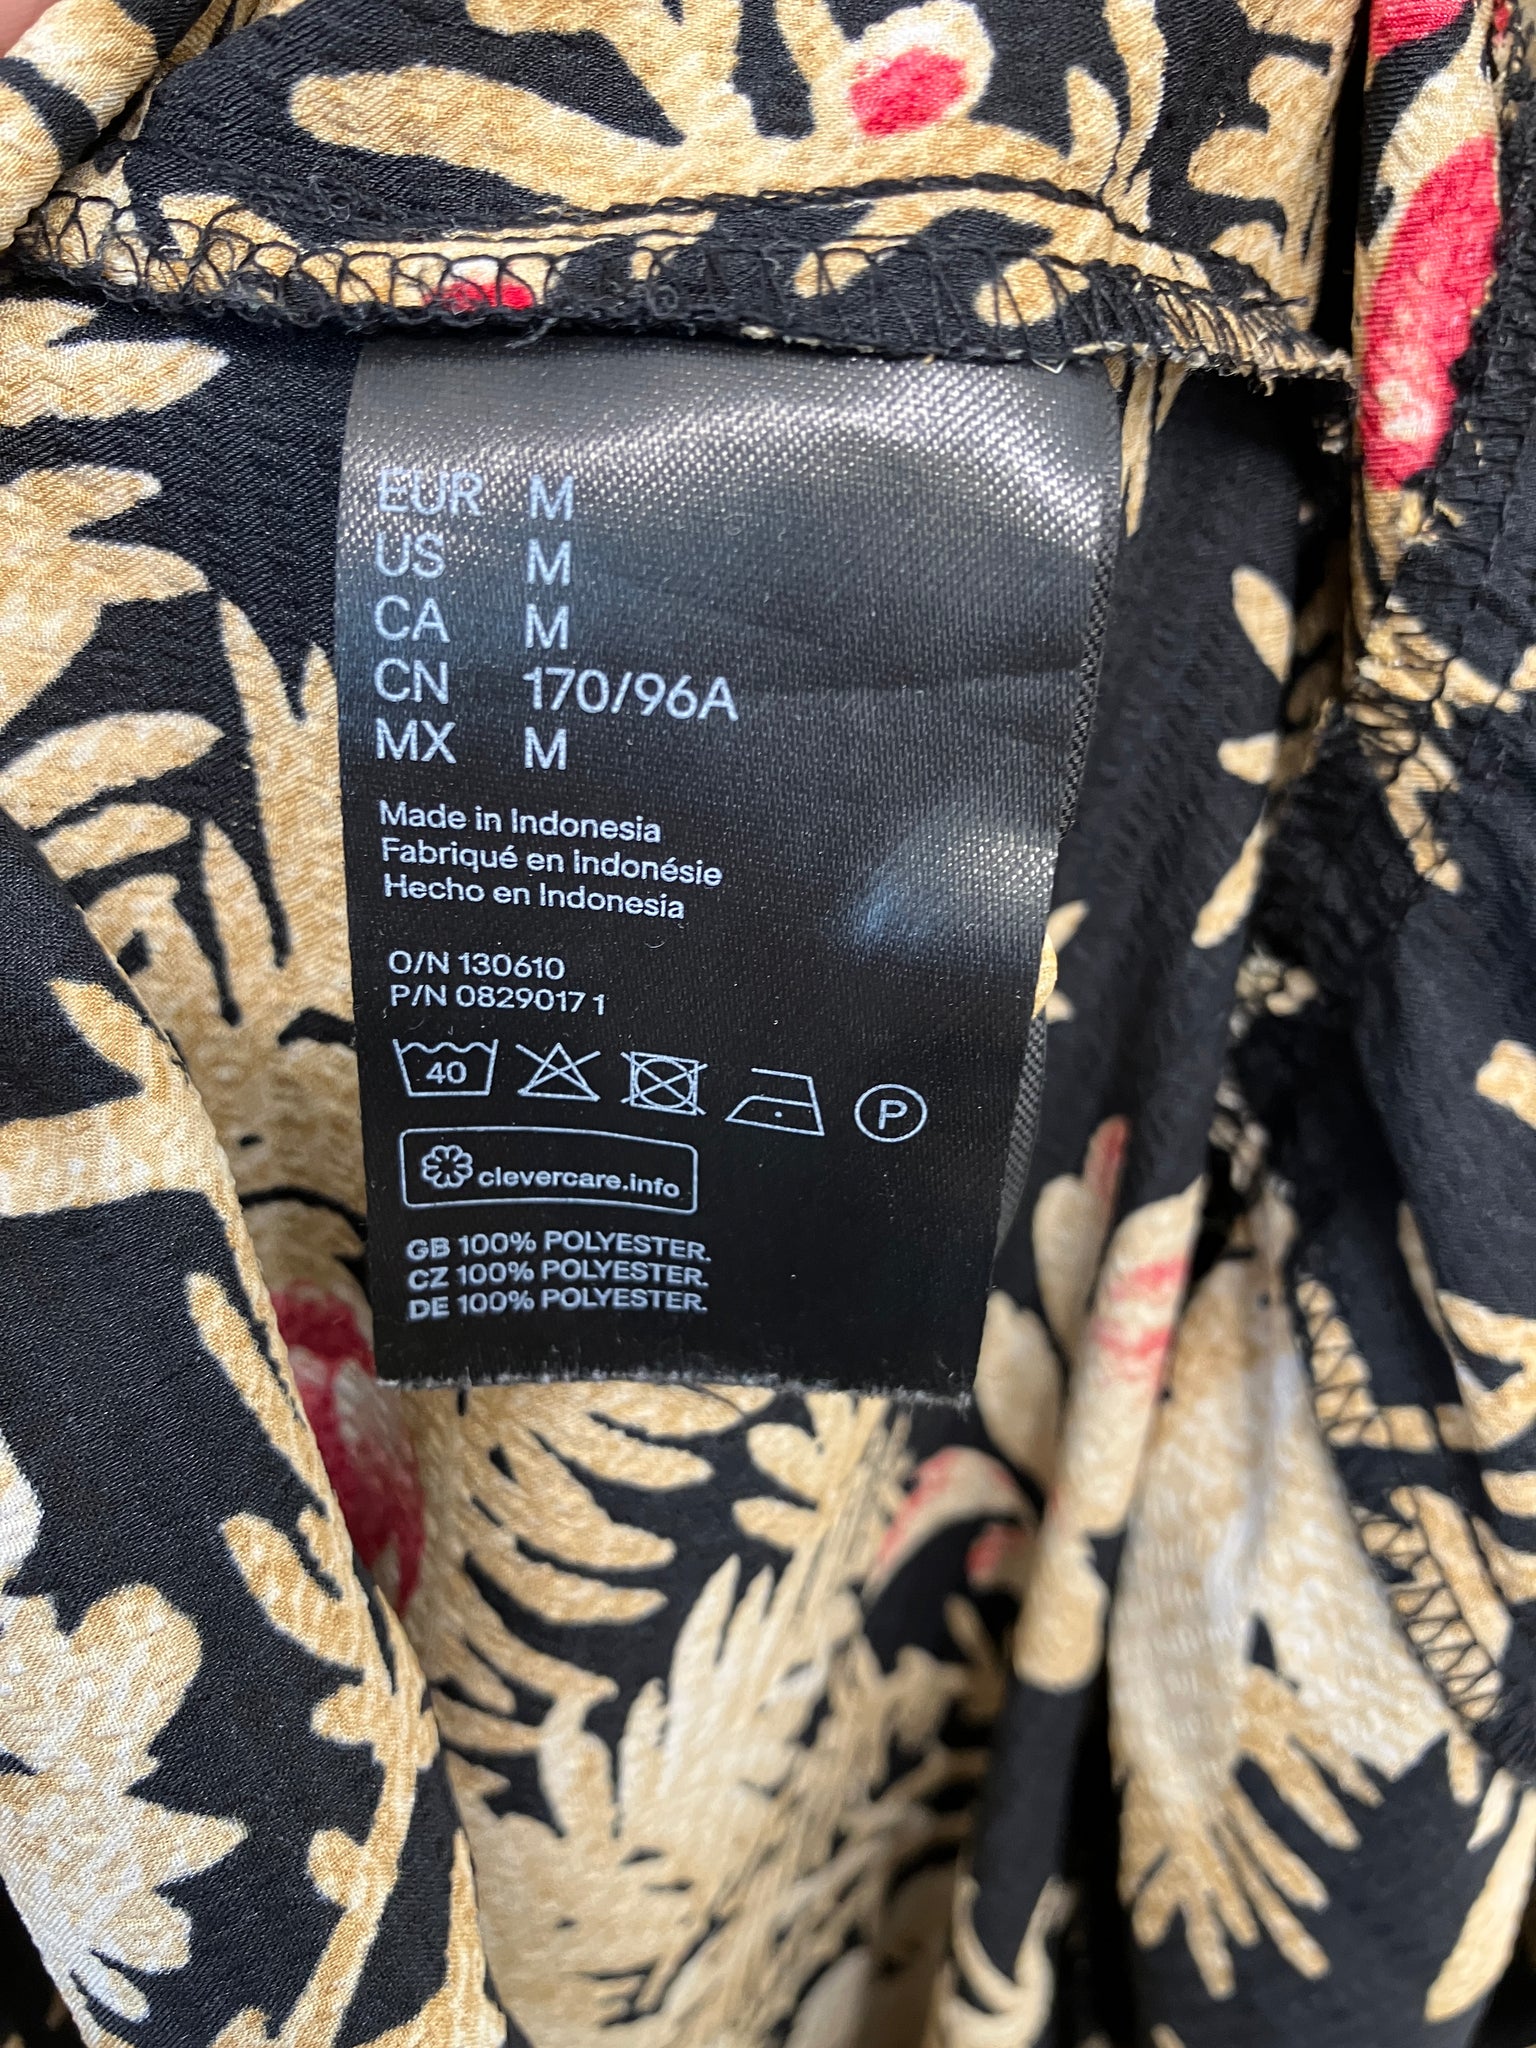 EUR M
US M
CA M
CN 170/96A
MX M
Made in Indonesia
Fabriqué en Indonésie
Hecho en Indonesia
O/N 130610
P/N 0829017 1
40
P
clevercare.info
GB 100% POLYESTER.
CZ 100% POLYESTER.
DE 100% POLYESTER.